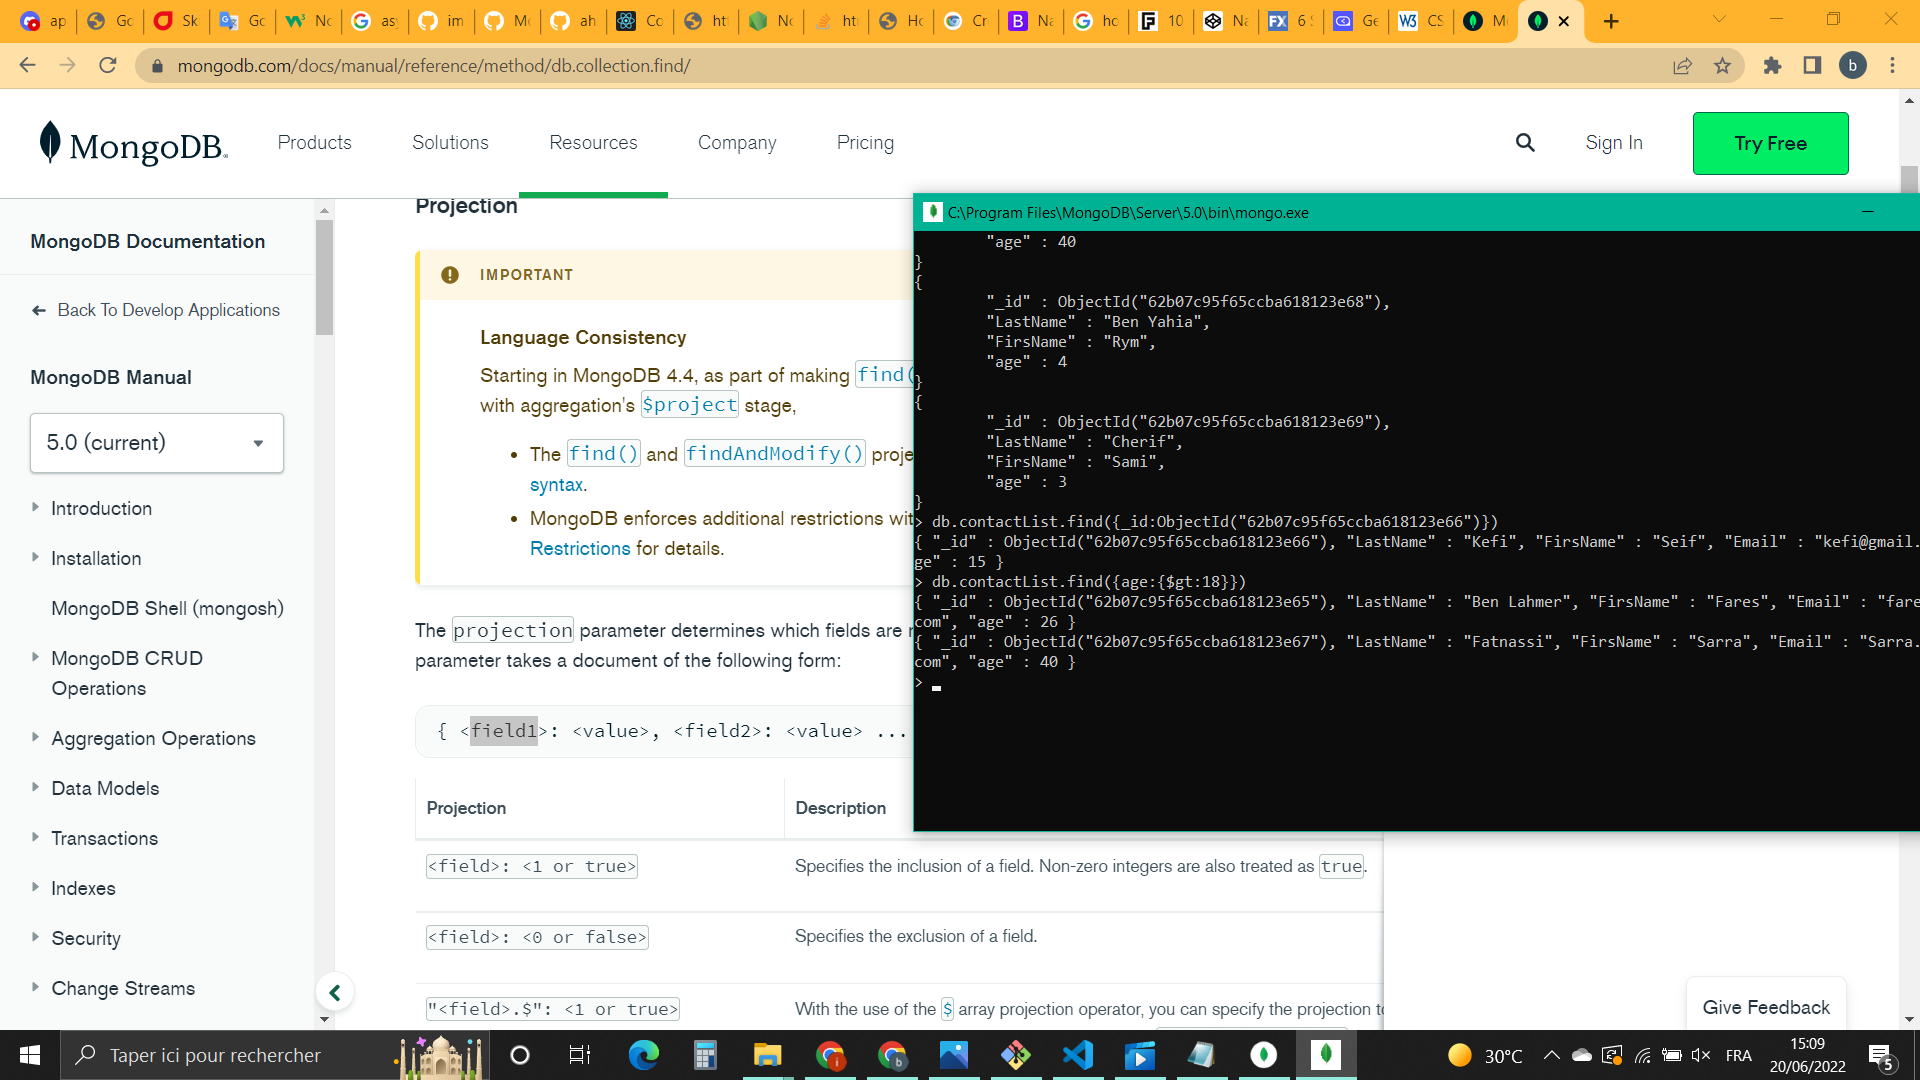 ap
Gc
Sk
Gc
Nc
as
im
Mc
ah
Co
ht
Nc
ht
Ho
Cr
Na
ho
10
Na
6
Ge
CS
M
mongodb.com/docs/manual/reference/method/db.collection.find/
b
MongoDB
Products
Solutions
Resources
Company
Pricing
Sign In
Try Free
MongoDB Documentation
Back To Develop Applications
MongoDB Manual
5.0 (current)
Introduction
Installation
MongoDB Shell (mongosh)
MongoDB CRUD
Operations
Aggregation Operations
Data Models
Transactions
Indexes
Security
Change Streams
Projection
IMPORTANT
Language Consistency
Starting in MongoDB 4.4, as part of making find(
with aggregation's $project stage,
• The find() and findAndModify() proje
syntax.
• MongoDB enforces additional restrictions wit
Restrictions for details.
The projection parameter determines which fields are r
parameter takes a document of the following form:
{ <field1>: <value>, <field2>: <value> ...
Projection Description
<field>: <1 or true> Specifies the inclusion of a field. Non-zero integers are also treated as true.
<field>: <0 or false> Specifies the exclusion of a field.
"<field>.$": <1 or true> With the use of the $ array projection operator, you can specify the projection to
C:\Program Files\MongoDB\Server\5.0\bin\mongo.exe
"age" : 40
}
{
"_id" : ObjectId("62b07c95f65ccba618123e68"),
"LastName" : "Ben Yahia",
"FirsName" : "Rym",
"age" : 4
}
{
"_id" : ObjectId("62b07c95f65ccba618123e69"),
"LastName" : "Cherif",
"FirsName" : "Sami",
"age" : 3
}
> db.contactList.find({_id:ObjectId("62b07c95f65ccba618123e66")})
{ "_id" : ObjectId("62b07c95f65ccba618123e66"), "LastName" : "Kefi", "FirsName" : "Seif", "Email" : "kefi@gmail.
ge" : 15 }
> db.contactList.find({age:{$gt:18}})
{ "_id" : ObjectId("62b07c95f65ccba618123e65"), "LastName" : "Ben Lahmer", "FirsName" : "Fares", "Email" : "fare
com", "age" : 26 }
{ "_id" : ObjectId("62b07c95f65ccba618123e67"), "LastName" : "Fatnassi", "FirsName" : "Sarra", "Email" : "Sarra.
com", "age" : 40 }
>
Give Feedback
Taper ici pour rechercher
30°C
FRA
15:09
20/06/2022
5